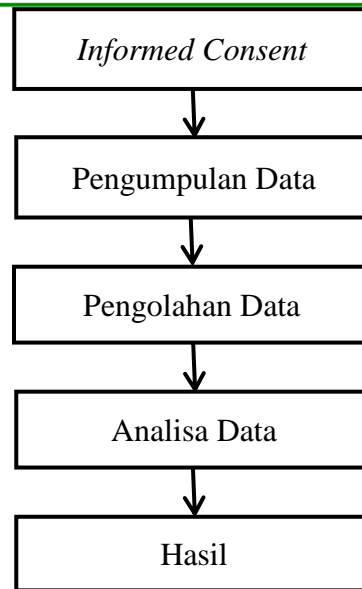 Informed Consent
Pengumpulan Data
Pengolahan Data
Analisa Data
Hasil